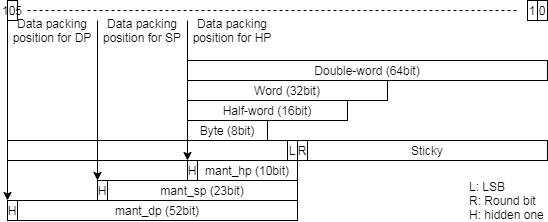 105 1 0
Data packing position for DP
Data packing position for SP
Data packing position for HP
Double-word (64bit)
Word (32bit)
Half-word (16bit)
Byte (8bit)
L R Sticky
H mant_hp (10bit)
H mant_sp (23bit)
H mant_dp (52bit)
L: LSB
R: Round bit
H: hidden one